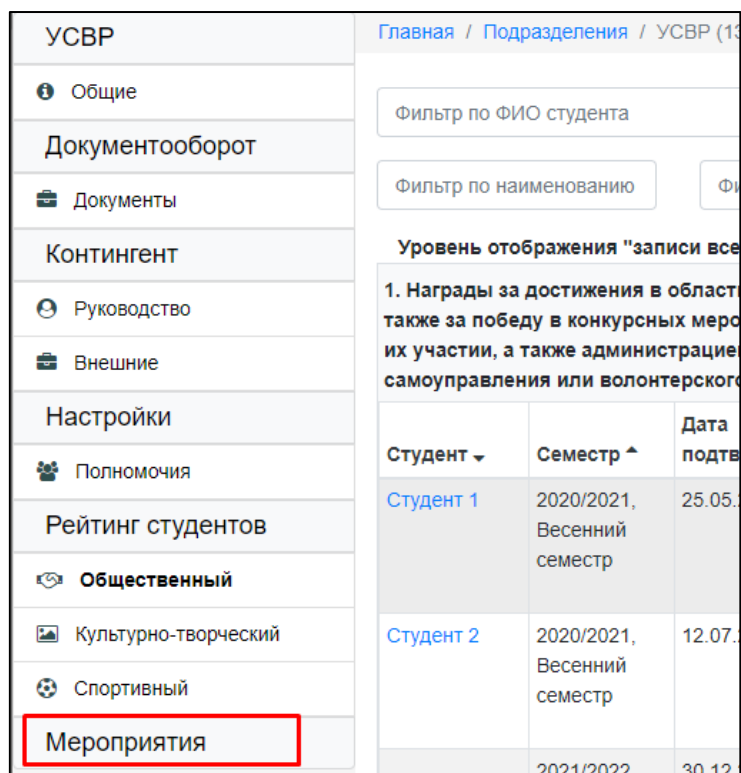 УСВР
Общие
Документооборот
Документы
Контингент
Руководство
Внешние
Настройки
Полномочия
Рейтинг студентов
Общественный
Культурно-творческий
Спортивный
Мероприятия
Главная / Подразделения / УСВР (13
Фильтр по ФИО студента
Фильтр по наименованию
Уровень отображения "записи все
1. Награды за достижения в област
также за победу в конкурсных меро
их участии, а также администрацие
самоуправления или волонтерског
Студент Семестр Дата
подтв
Студент 1 2020/2021, 25.05.
Весенний
семестр
Студент 2 2020/2021, 12.07.
Весенний
семестр
2021/2022 30.12.